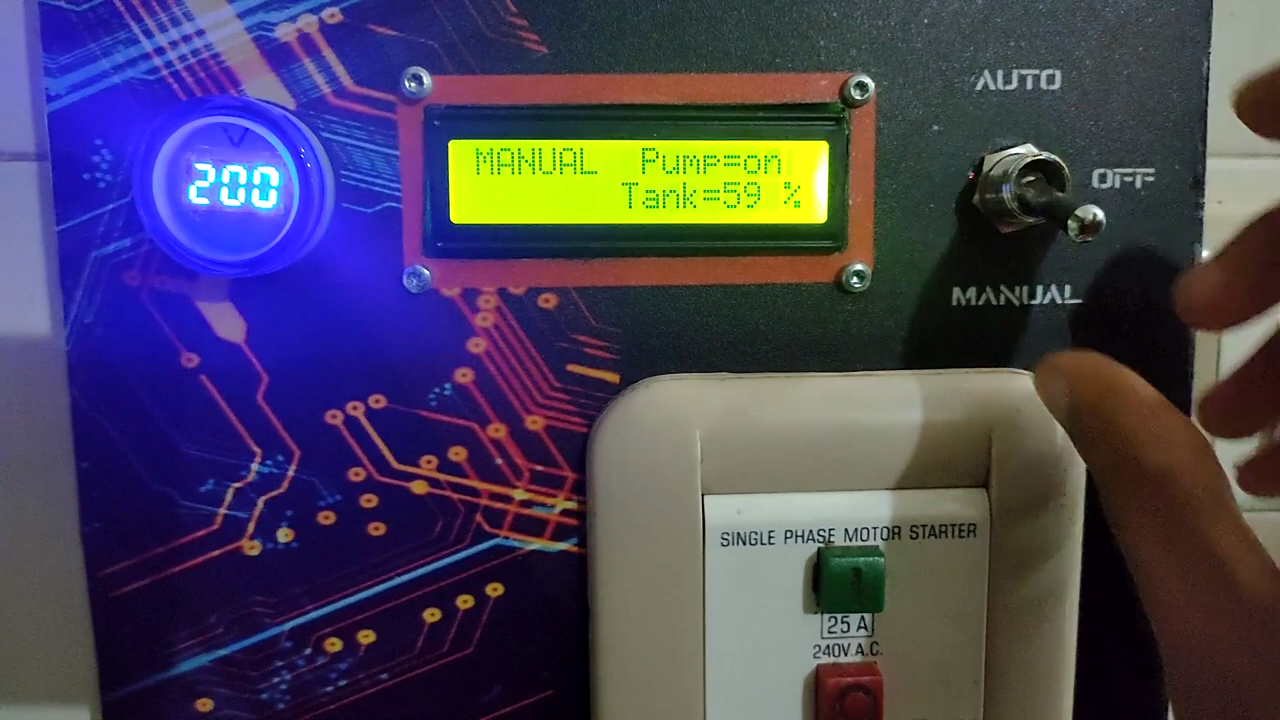 V
200
MANUAL Pump=on
Tank=59 %
AUTO
OFF
MANUAL
SINGLE PHASE MOTOR STARTER
I
25 A
240V.A.C.
O